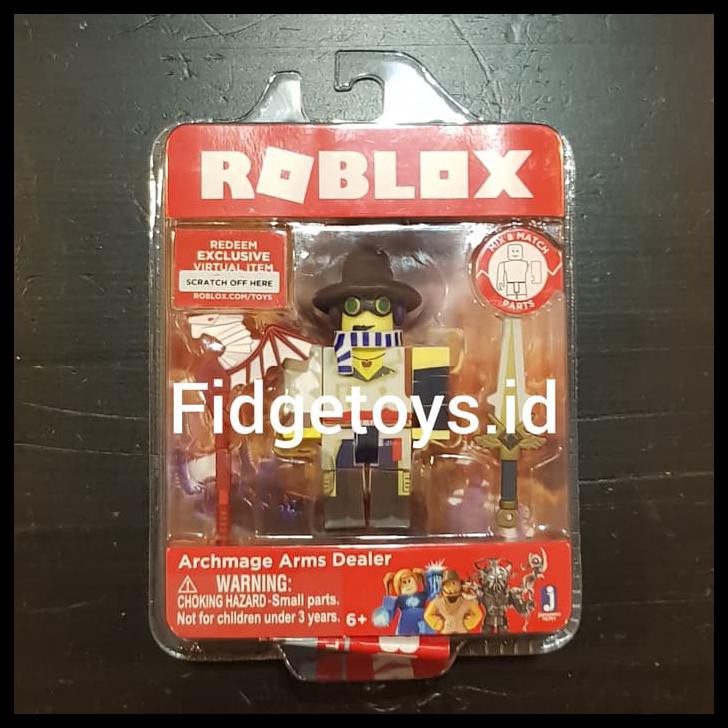 ROBLOX
REDEEM
EXCLUSIVE
VIRTUAL ITEM
SCRATCH OFF HERE
ROBLOX.COM/TOYS
MIX & MATCH
PARTS
Fidgetoys.id
Archmage Arms Dealer
WARNING:
CHOKING HAZARD-Small parts.
Not for children under 3 years. 6+